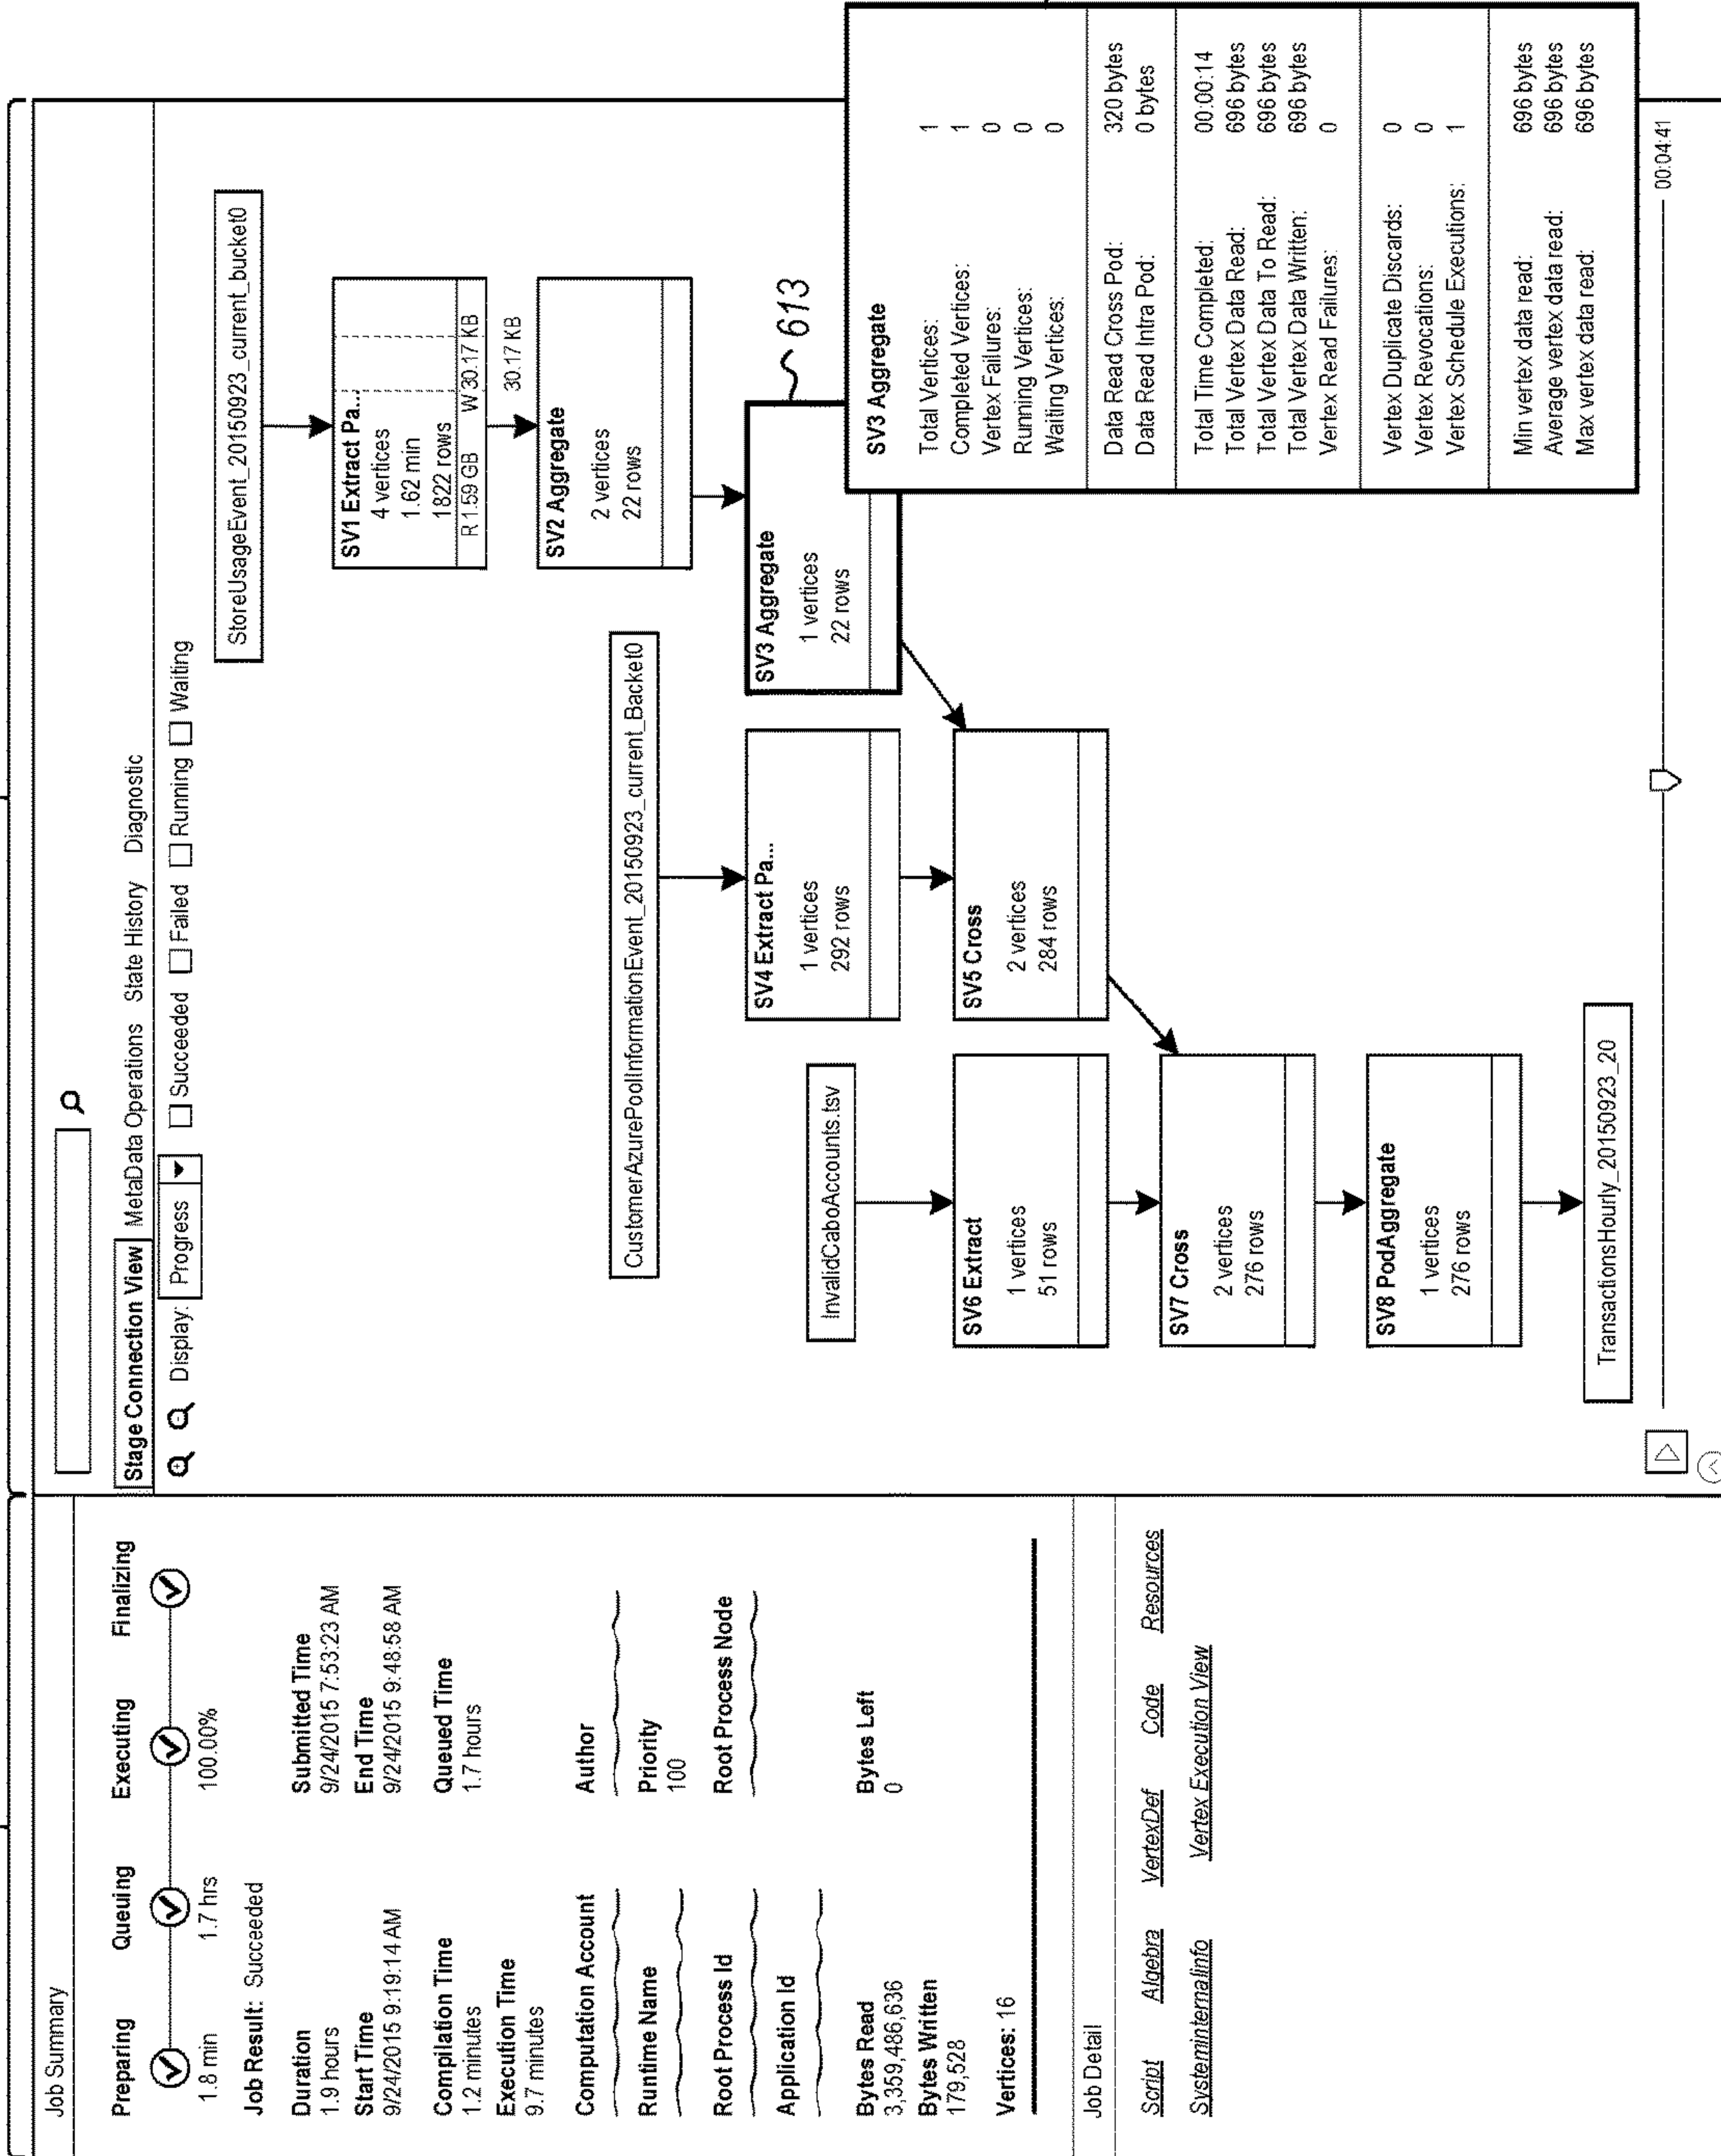 Job Summary
Preparing Queuing Executing Finalizing
1.8 min 1.7 hrs 100.00%
Job Result: Succeeded
Duration Submitted Time
1.9 hours 9/24/2015 7:53:23 AM
Start Time End Time
9/24/2015 9:19:14 AM 9/24/2015 9:48:58 AM
Compilation Time Queued Time
1.2 minutes 1.7 hours
Execution Time
9.7 minutes
Computation Account Author
Runtime Name Priority
100
Root Process Id Root Process Node
Application Id
Bytes Read Bytes Left
3,359,486,636 0
Bytes Written
179,528
Vertices: 16
Job Detail
Script Algebra VertexDef Code Resources
SystemInternalInfo Vertex Execution View
Stage Connection View MetaData Operations State History Diagnostic
Display: Progress Succeeded Failed Running Waiting
StoreUsageEvent_20150923_current_bucket0
SV1 Extract Pa...
4 vertices
1.62 min
1822 rows
R 1.59 GB W 30.17 KB
30.17 KB
SV2 Aggregate
2 vertices
22 rows
CustomerAzurePoolInformationEvent_20150923_current_Backet0
SV4 Extract Pa...
1 vertices
292 rows
SV3 Aggregate
1 vertices
22 rows
613
InvalidCaboAccounts.tsv
SV6 Extract
1 vertices
51 rows
SV5 Cross
2 vertices
284 rows
SV7 Cross
2 vertices
276 rows
SV8 PodAggregate
1 vertices
276 rows
TransactionsHourly_20150923_20
SV3 Aggregate
Total Vertices: 1
Completed Vertices: 1
Vertex Failures: 0
Running Vertices: 0
Waiting Vertices: 0
Data Read Cross Pod: 320 bytes
Data Read Intra Pod: 0 bytes
Total Time Completed: 00:00:14
Total Vertex Data Read: 696 bytes
Total Vertex Data To Read: 696 bytes
Total Vertex Data Written: 696 bytes
Vertex Read Failures: 0
Vertex Duplicate Discards: 0
Vertex Revocations: 0
Vertex Schedule Executions: 1
Min vertex data read: 696 bytes
Average vertex data read: 696 bytes
Max vertex data read: 696 bytes
00:04:41